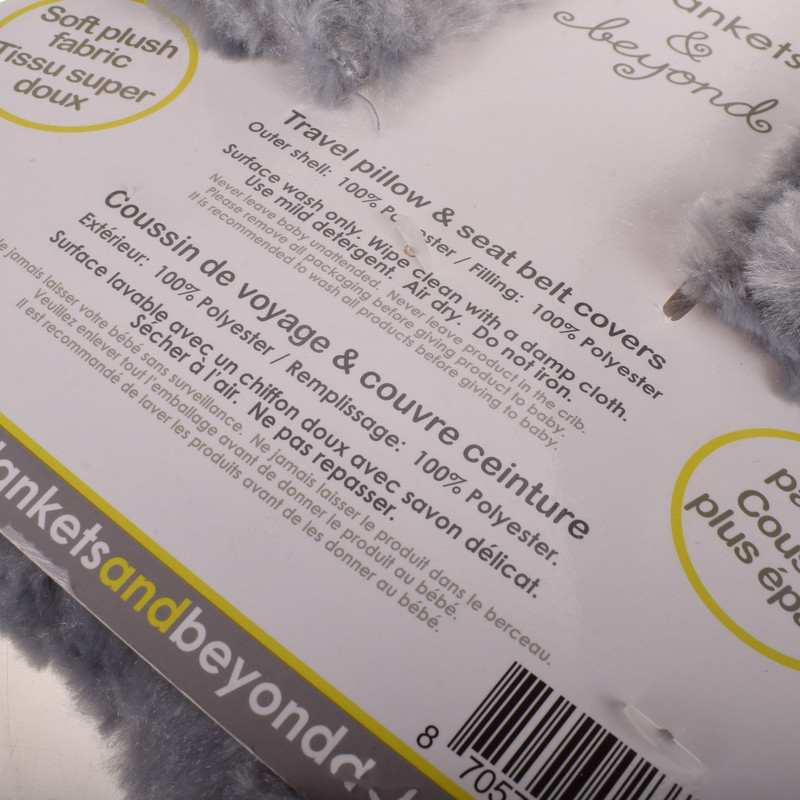 Soft plush
fabric
Tissu super
doux
&
beyond
Travel pillow & seat belt covers
Outer shell: 100% Polyester / Filling: 100% Polyester
Surface wash only. Wipe clean with a damp cloth.
Use mild detergent. Air dry. Do not iron.
Never leave baby unattended. Never leave product in the crib.
Please remove all packaging before giving product to baby.
It is recommended to wash all products before giving to baby.
Coussin de voyage & couvre ceinture
Extérieur: 100% Polyester / Remplissage: 100% Polyester.
Surface lavable avec un chiffon doux avec savon délicat.
Sécher à l'air. Ne pas repasser.
Ne jamais laisser votre bébé sans surveillance. Ne jamais laisser le produit dans le berceau.
Veuillez enlever tout l'emballage avant de donner le produit au bébé.
Il est recommandé de laver les produits avant de les donner au bébé.
plus
blanketsandbeyond
8 705